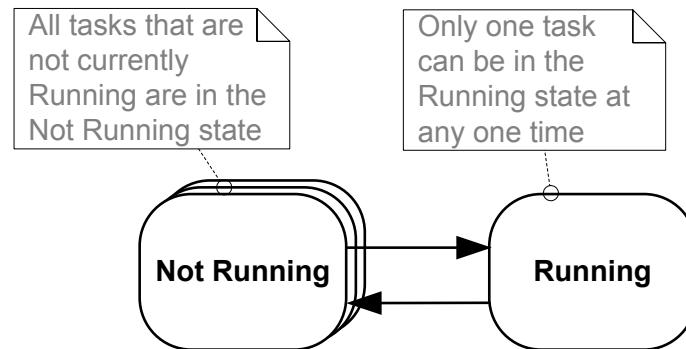 All tasks that are
not currently
Running are in the
Not Running state
Only one task
can be in the
Running state at
any one time
Not Running
Running